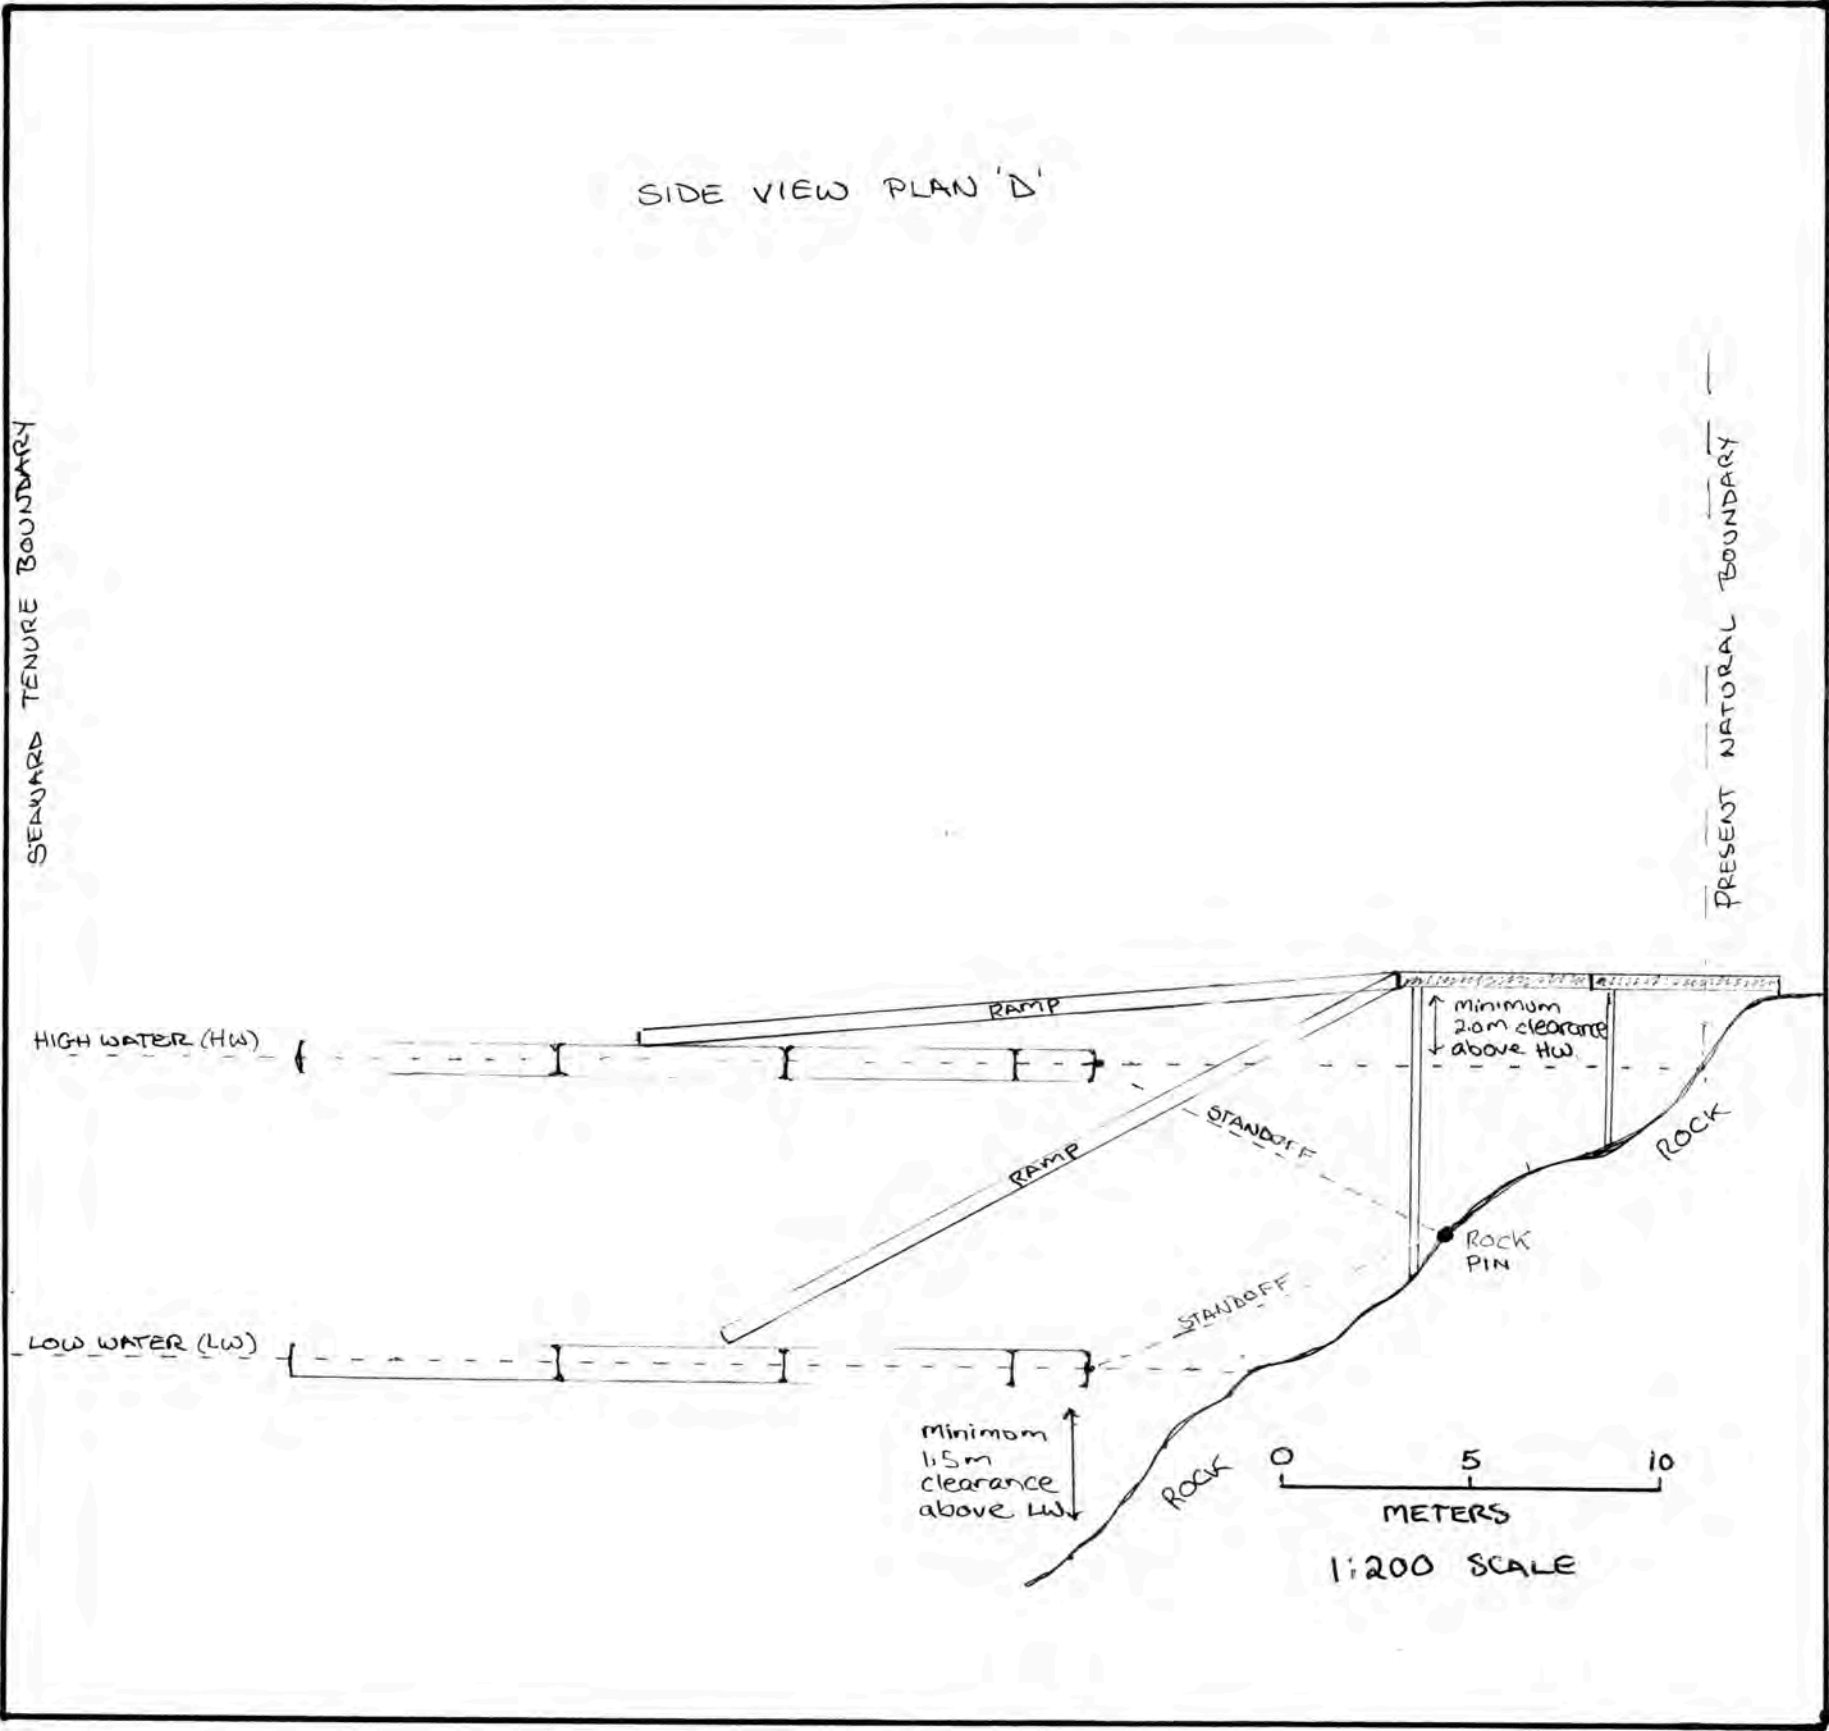 SIDE VIEW PLAN 'D'
SEAWARD TENURE BOUNDARY
PRESENT NATURAL BOUNDARY
RAMP
minimum
2.0m clearance
above HW.
HIGH WATER (HW)
STANDOFF
ROCK
RAMP
ROCK
PIN
STANDOFF
LOW WATER (LW)
minimum
1.5m
clearance
above LW
ROCK
0 5 10
METERS
1:200 SCALE